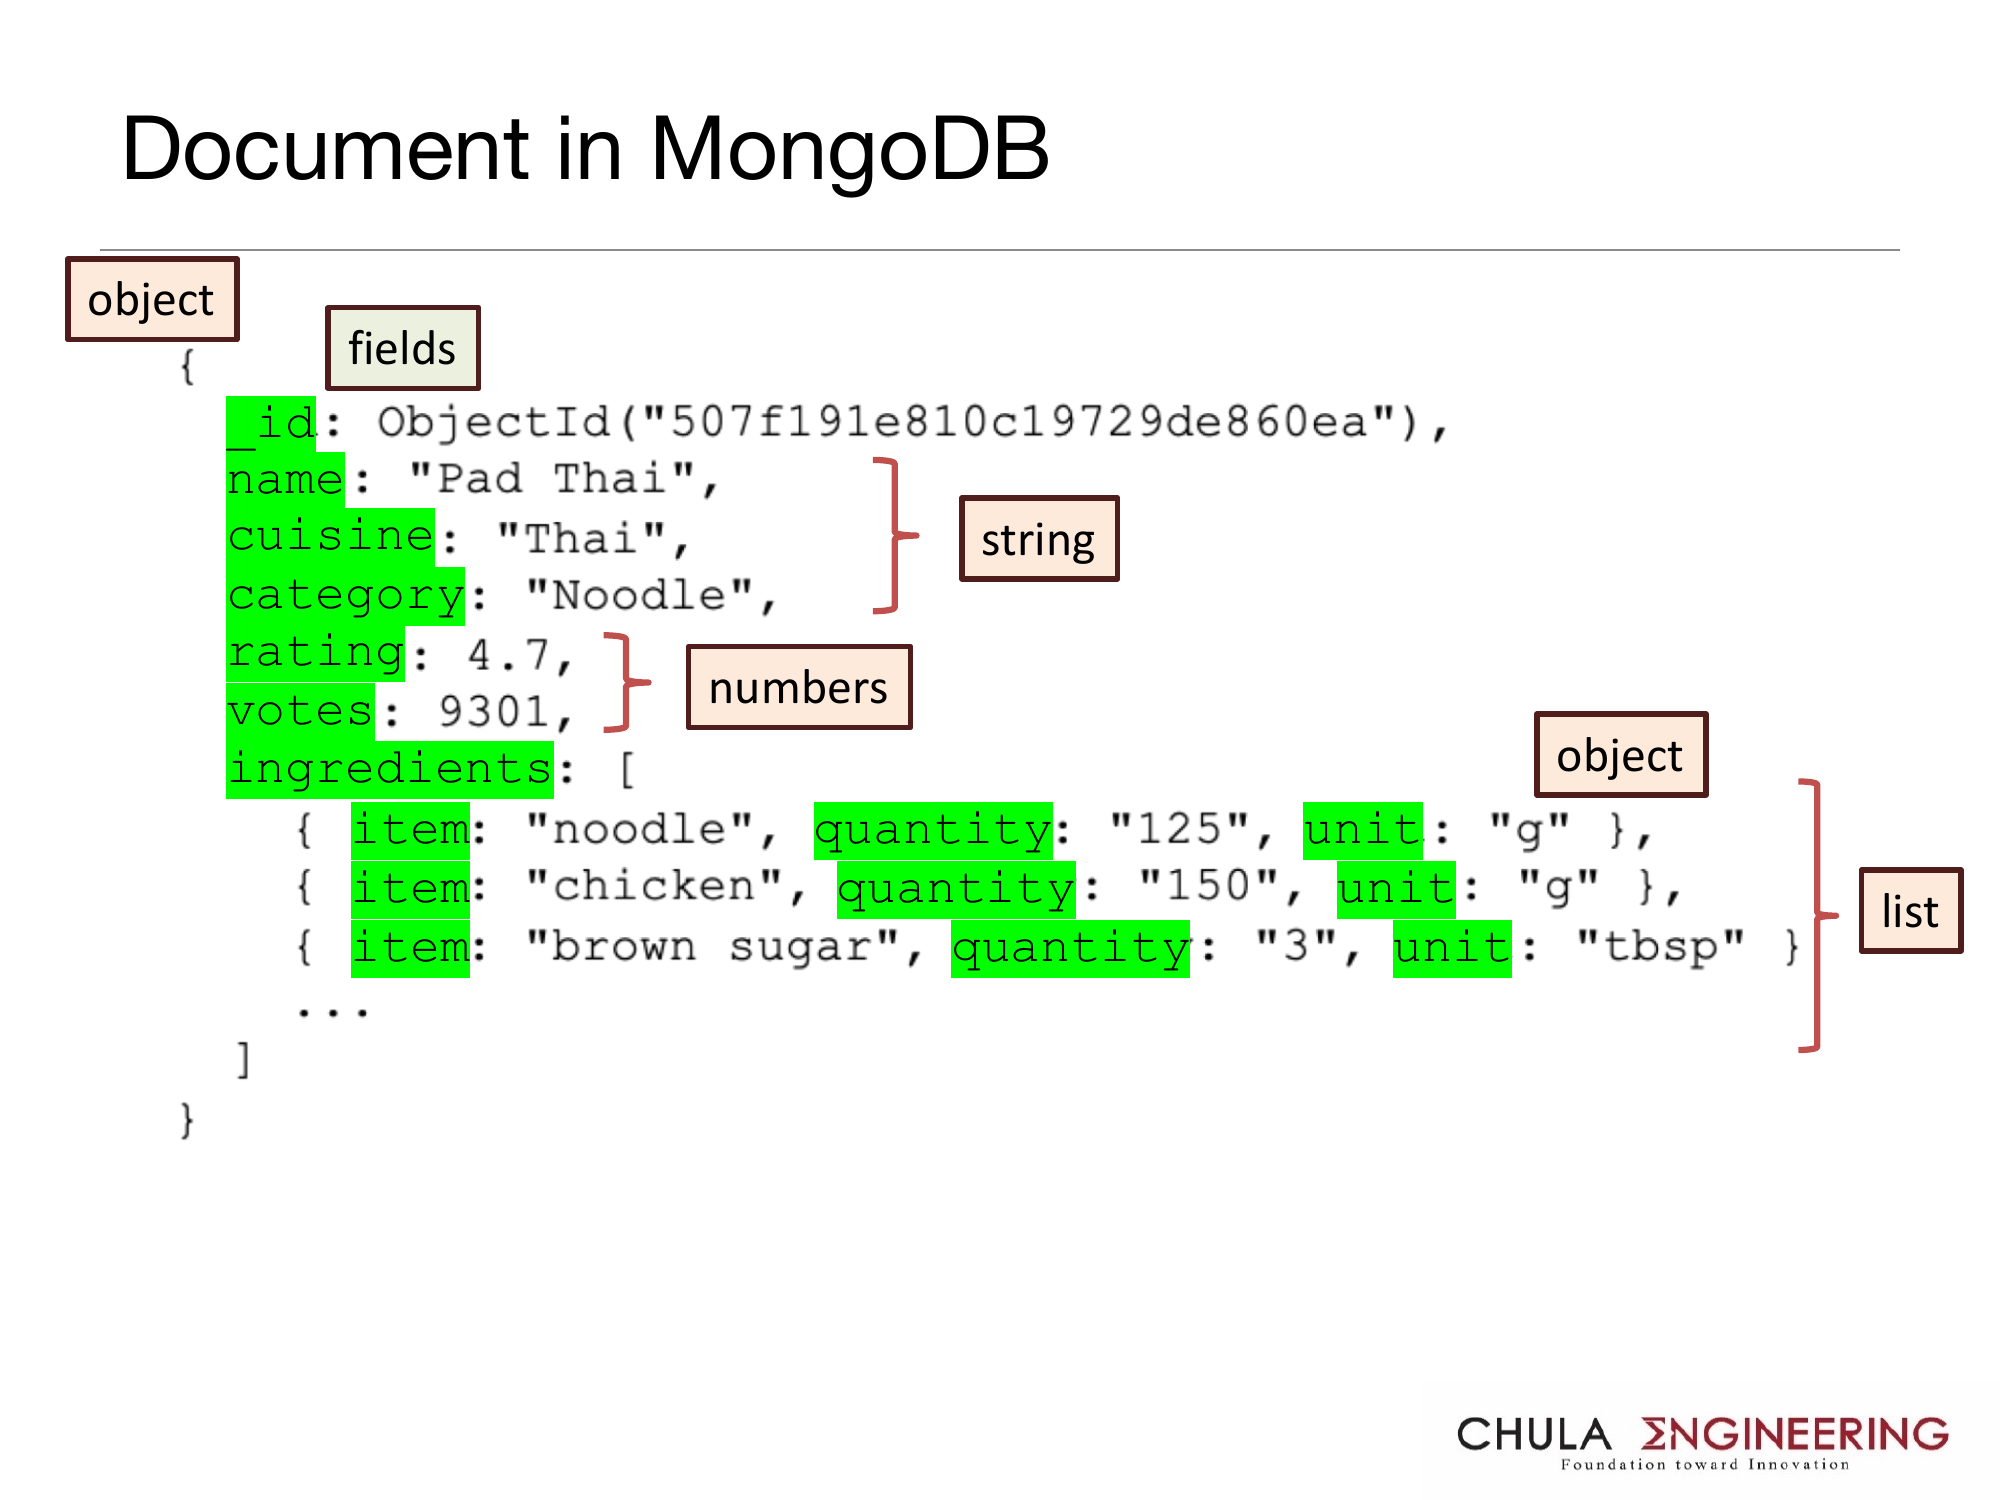 Document in MongoDB
object
fields
{
_id: ObjectId("507f191e810c19729de860ea"),
name: "Pad Thai",
cuisine: "Thai",
string
category: "Noodle",
rating: 4.7,
numbers
votes: 9301,
ingredients: [
object
{ item: "noodle", quantity: "125", unit: "g" },
{ item: "chicken", quantity: "150", unit: "g" },
list
{ item: "brown sugar", quantity: "3", unit: "tbsp" }
...
]
}
CHULA ΣNGINEERING
Foundation toward Innovation